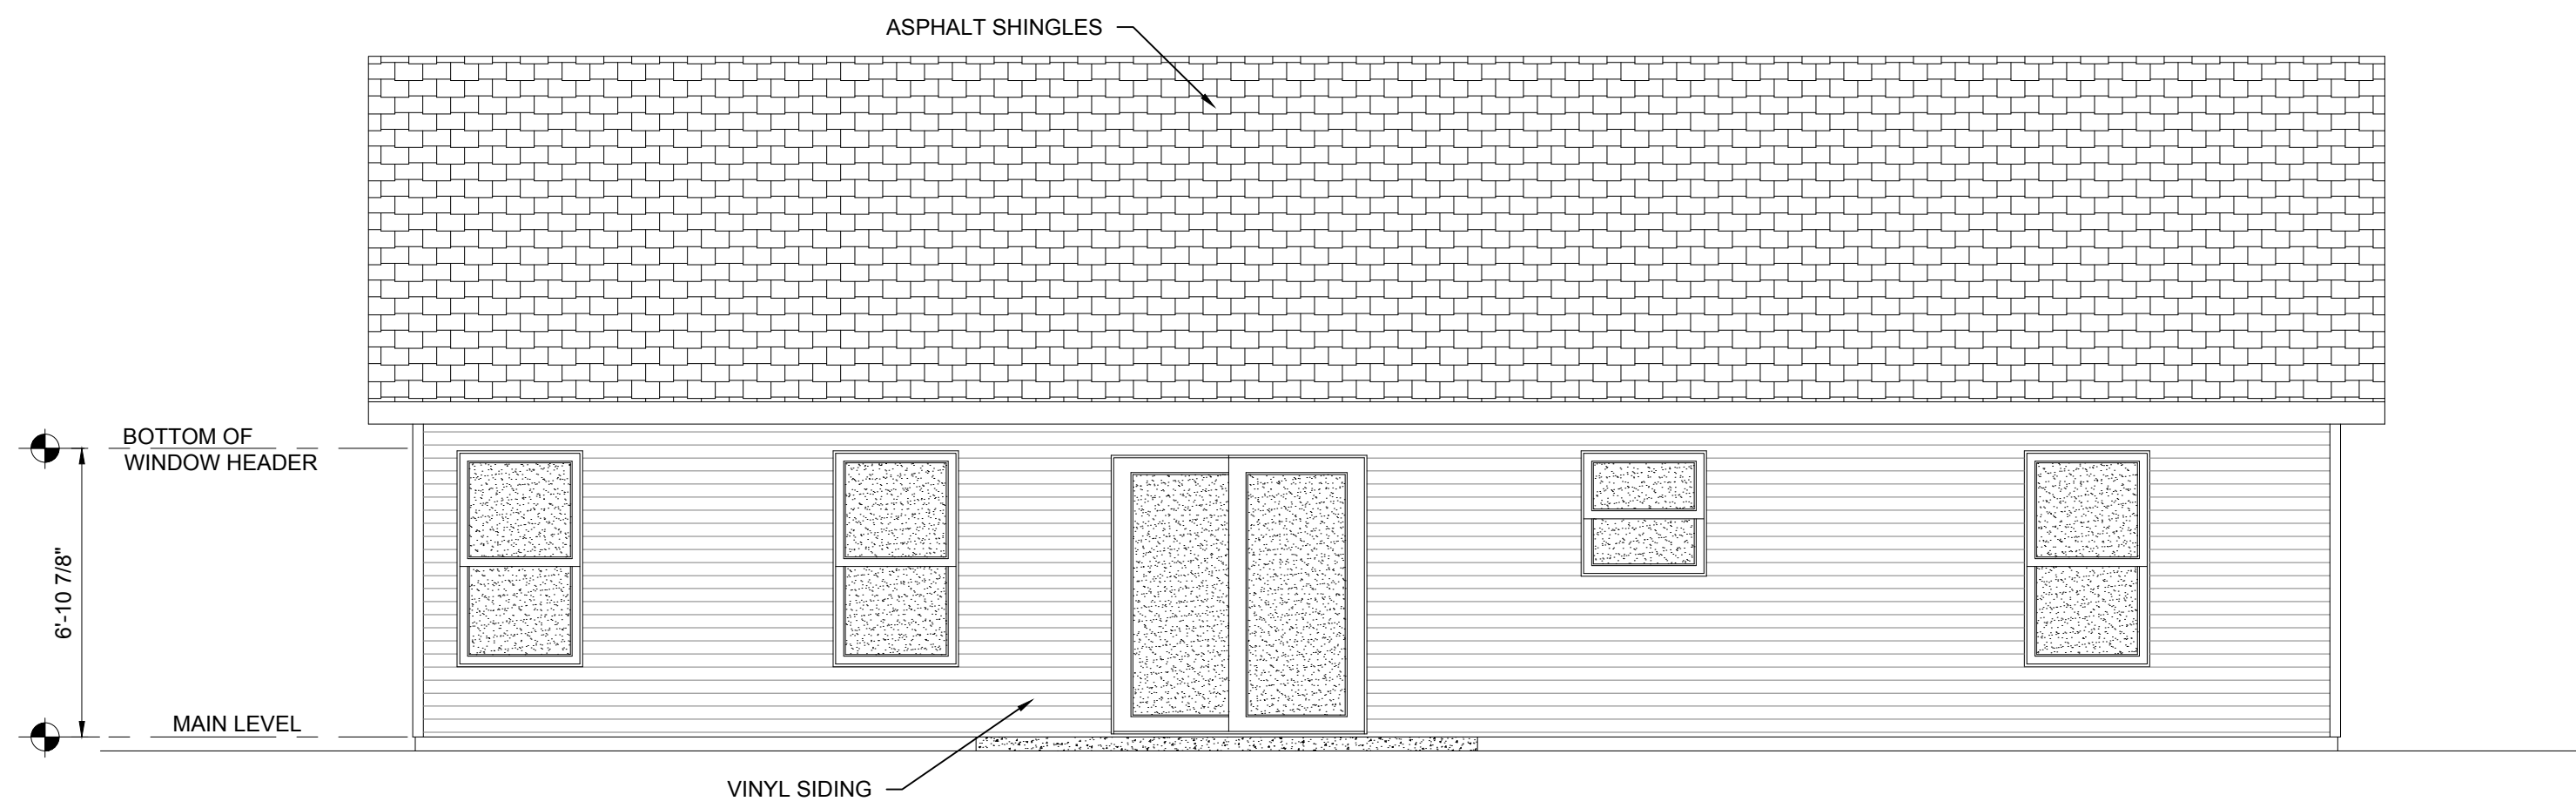 ASPHALT SHINGLES
BOTTOM OF
WINDOW HEADER
6'-10 7/8"
MAIN LEVEL
VINYL SIDING